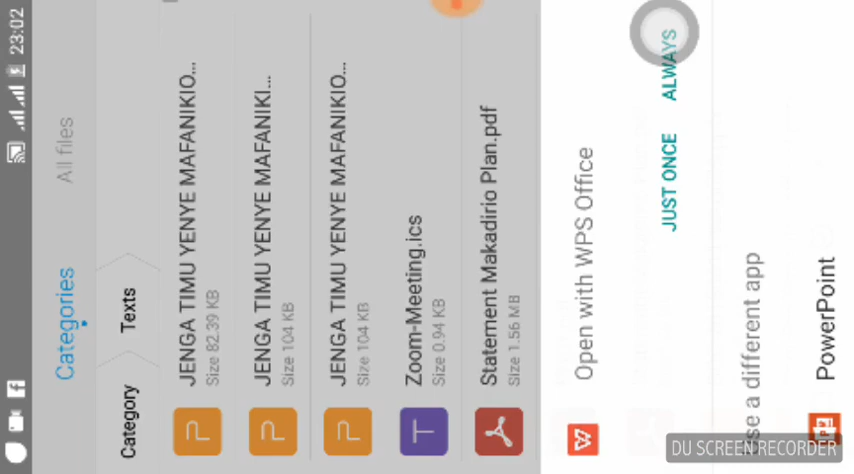 23:02
Categories
All files
Category
Texts
JENGA TIMU YENYE MAFANIKIO...
Size 82.39 KB
JENGA TIMU YENYE MAFANIKI...
Size 104 KB
JENGA TIMU YENYE MAFANIKIO...
Size 104 KB
Zoom-Meeting.ics
Size 0.94 KB
Statement Makadirio Plan.pdf
Size 1.56 MB
Open with WPS Office
JUST ONCE
ALWAYS
se a different app
PowerPoint
DU SCREEN RECORDER